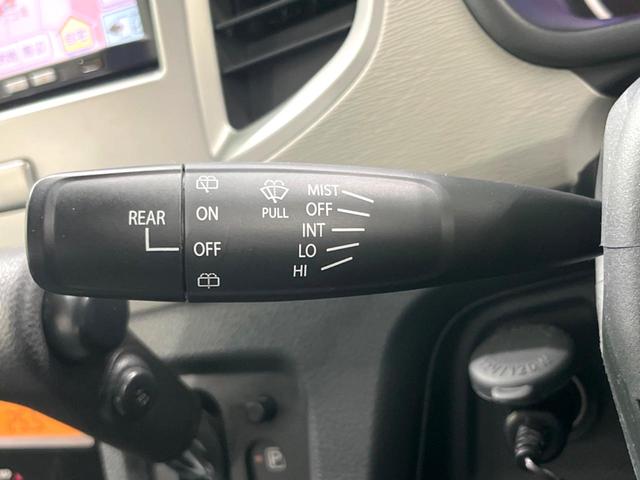 REAR
ON
OFF
PULL
MIST
OFF
INT
LO
HI
P